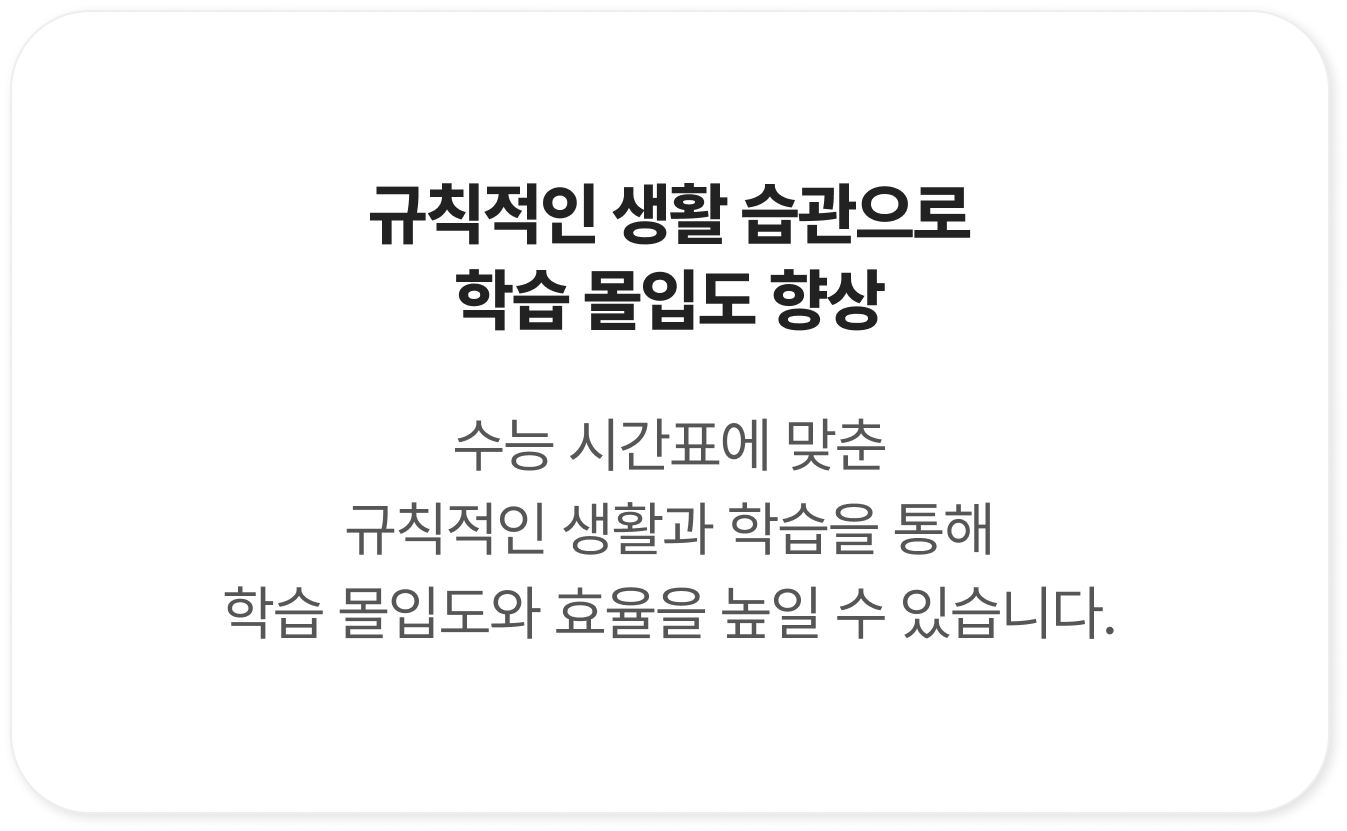 규칙적인 생활 습관으로
학습 몰입도 향상
수능 시간표에 맞춘
규칙적인 생활과 학습을 통해
학습 몰입도와 효율을 높일 수 있습니다.